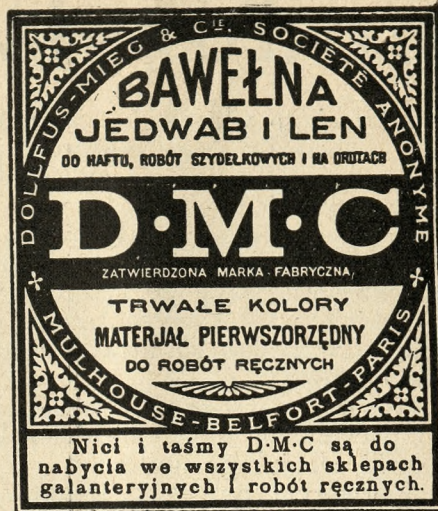 DOLLFUS-MIEG & CIE. SOCIÉTÉ ANONYME
BAWEŁNA
JEDWAB I LEN
DO HAFTU, ROBÓT SZYDEŁKOWYCH I NA DRUTACH
D·M·C
ZATWIERDZONA MARKA FABRYCZNA
TRWAŁE KOLORY
MATERJAŁ PIERWSZORZĘDNY
DO ROBÓT RĘCZNYCH
MULHOUSE-BELFORT-PARIS
Nici i taśmy D·M·C są do
nabycia we wszystkich sklepach
galanteryjnych i robót ręcznych.